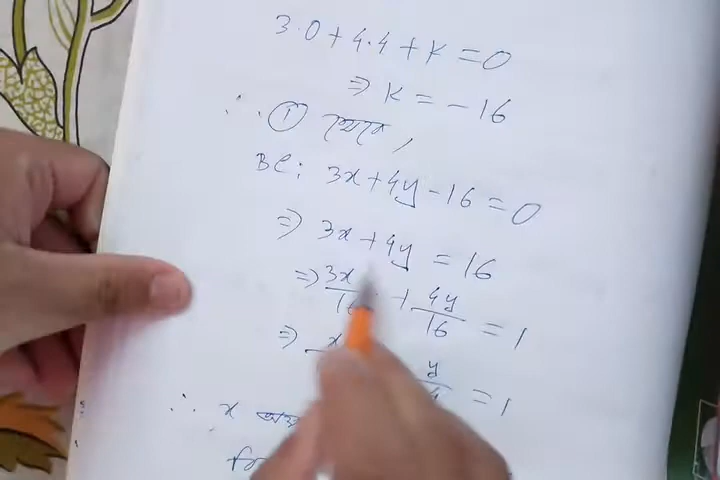 3·0+4·4+K=0
⇒ K = -16
∴ ① থেকে,
BC: 3x+4y-16=0
⇒ 3x+4y = 16
⇒ 3x/16 + 4y/16 = 1
⇒ x y = 1
∴ x